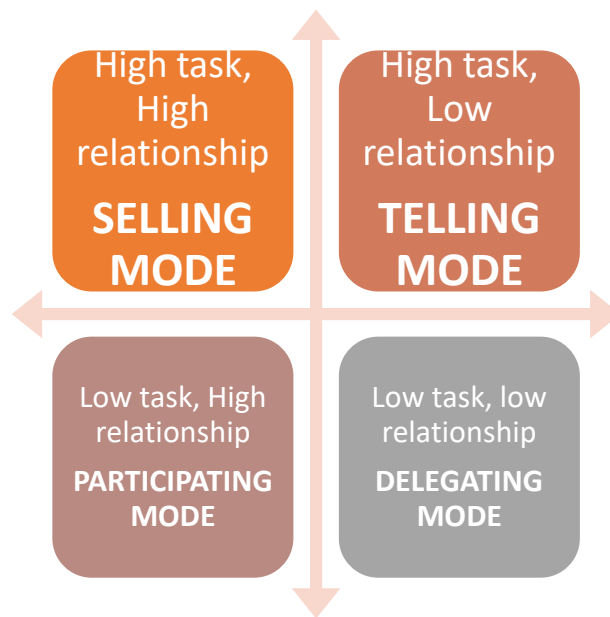 High task,
High
relationship
SELLING
MODE
High task,
Low
relationship
TELLING
MODE
Low task, High
relationship
PARTICIPATING
MODE
Low task, low
relationship
DELEGATING
MODE